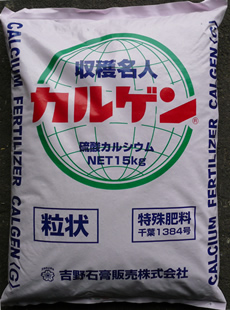 収穫名人
カルゲン®
硫酸カルシウム
NET15kg
粒状
特殊肥料
千葉1384号
吉野石膏販売株式会社
CALCIUM FERTILIZER CALGEN(G)
CALCIUM FERTILIZER CALGEN(G)